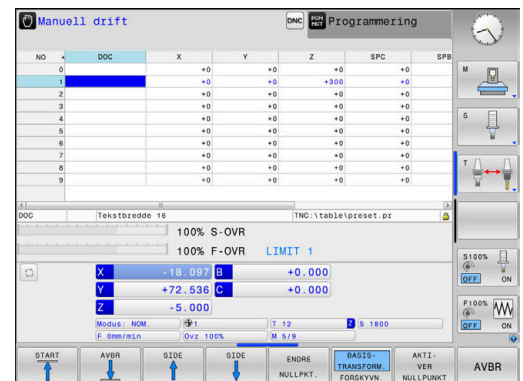 Manuell drift DNC PGM MGT Programmering
NO DOC X Y Z SPC SPB
0 +0 +0 +0 +0
1 +0 +0 +300 +0
2 +0 +0 +0 +0
3 +0 +0 +0 +0
4 +0 +0 +0 +0
5 +0 +0 +0 +0
6 +0 +0 +0 +0
7 +0 +0 +0 +0
8 +0 +0 +0 +0
9 +0 +0 +0 +0
DOC Tekstbredde 16 TNC:\table\preset.pr
100% S-OVR
100% F-OVR LIMIT 1
X -18.097 B +0.000
Y +72.536 C +0.000
Z -5.000
Modus: NOM. 1 T 12 Z S 1800
F 0mm/min Ovr 100% M 5/9
M
S
T
S100%
OFF ON
F100%
OFF ON
START AVBR SIDE SIDE ENDRE NULLPKT. BASIS- TRANSFORM. FORSKYVN. AKTI- VER NULLPUNKT AVBR